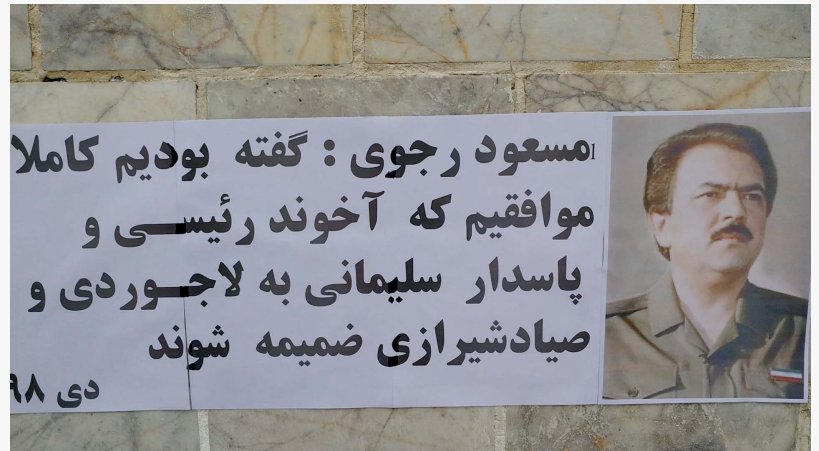 مسعود رجوی : گفته بودیم کاملا
موافقیم که آخوند رئیسی و
پاسدار سلیمانی به لاجوردی و
صیادشیرازی ضمیمه شوند
دی ۹۸